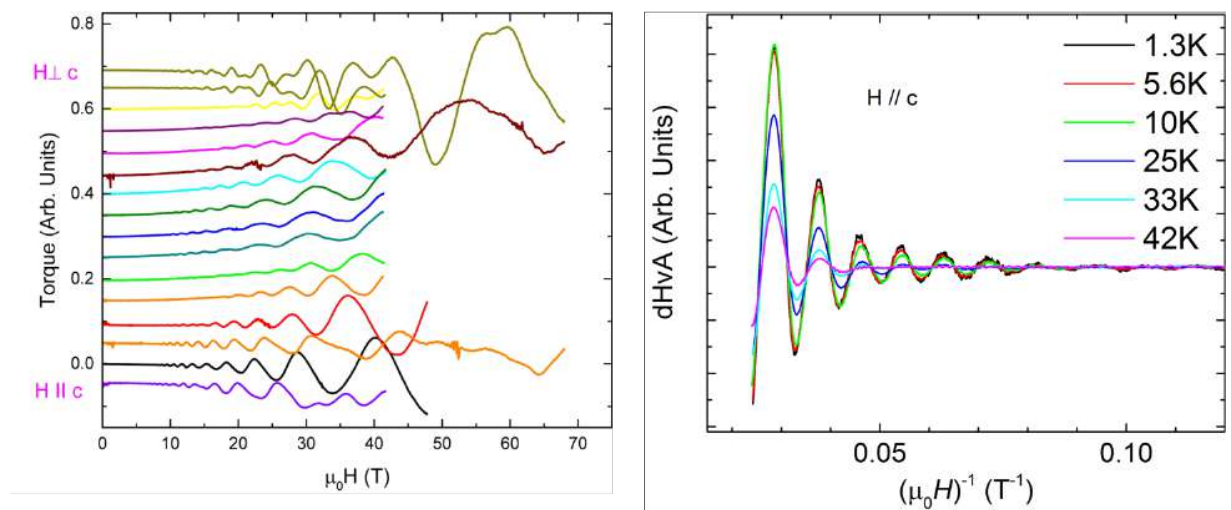 0.8
H⊥ c
0.6
0.4
0.2
0.0
H ∥ c
Torque (Arb. Units)
0 10 20 30 40 50 60 70
μ₀H (T)
dHvA (Arb. Units)
H // c
1.3K
5.6K
10K
25K
33K
42K
0.05 0.10
(μ₀H)⁻¹ (T⁻¹)